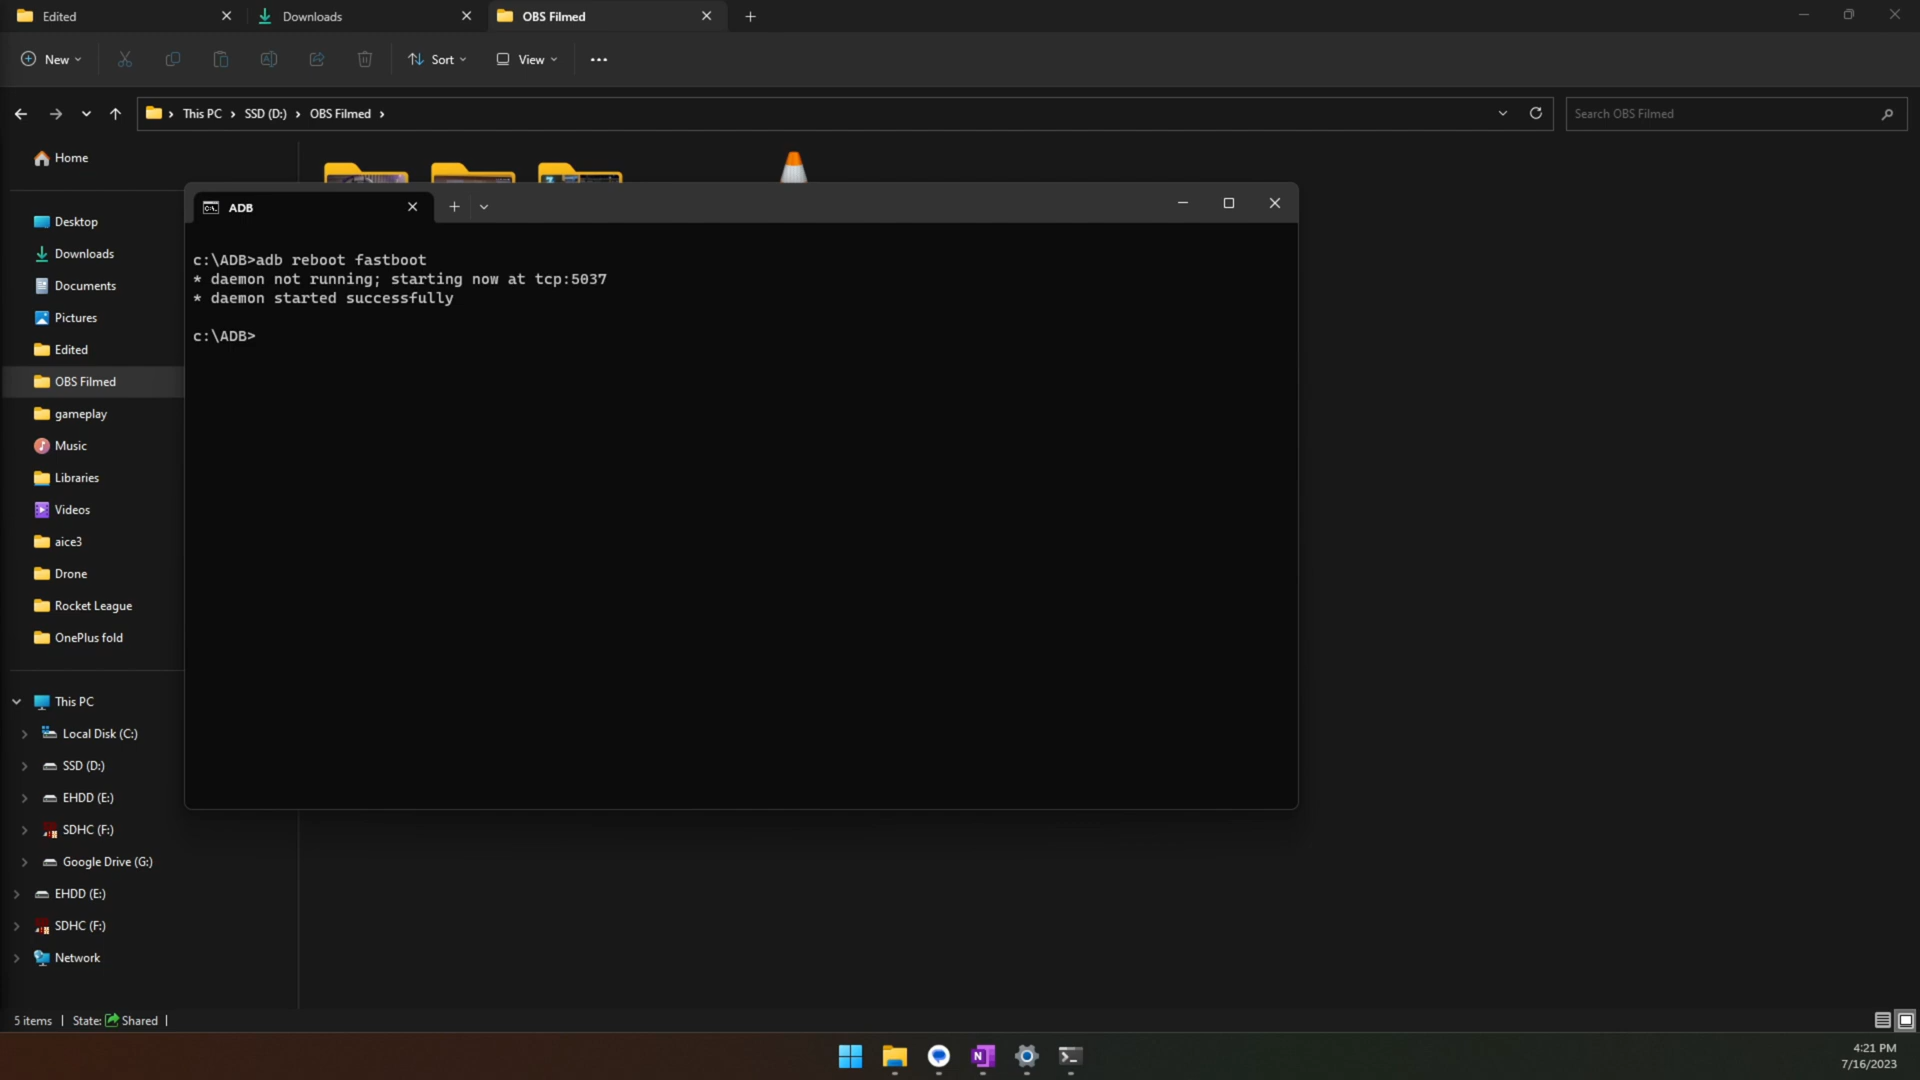 Edited
Downloads
OBS Filmed
New
Sort
View
This PC
SSD (D:)
OBS Filmed
Search OBS Filmed
Home
Desktop
Downloads
Documents
Pictures
Edited
OBS Filmed
gameplay
Music
Libraries
Videos
aice3
Drone
Rocket League
OnePlus fold
This PC
Local Disk (C:)
SSD (D:)
EHDD (E:)
SDHC (F:)
Google Drive (G:)
EHDD (E:)
SDHC (F:)
Network
ADB
c:\ADB>adb reboot fastboot
* daemon not running; starting now at tcp:5037
* daemon started successfully
c:\ADB>
5 items | State: Shared |
4:21 PM
7/16/2023